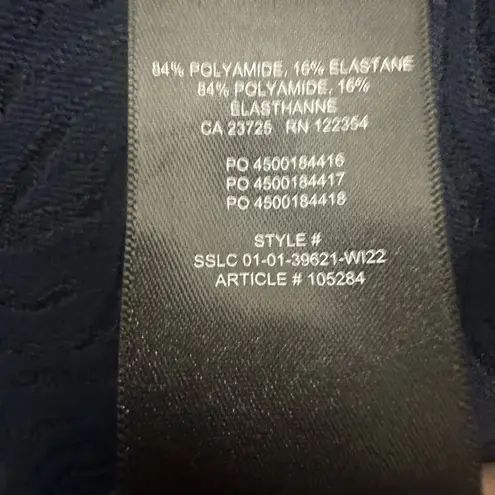 84% POLYAMIDE, 16% ELASTANE
84% POLYAMIDE, 16%
ÉLASTHANNE
CA 23725 RN 122354
PO 4500184416
PO 4500184417
PO 4500184418
STYLE #
SSLC 01-01-39621-WI22
ARTICLE # 105284